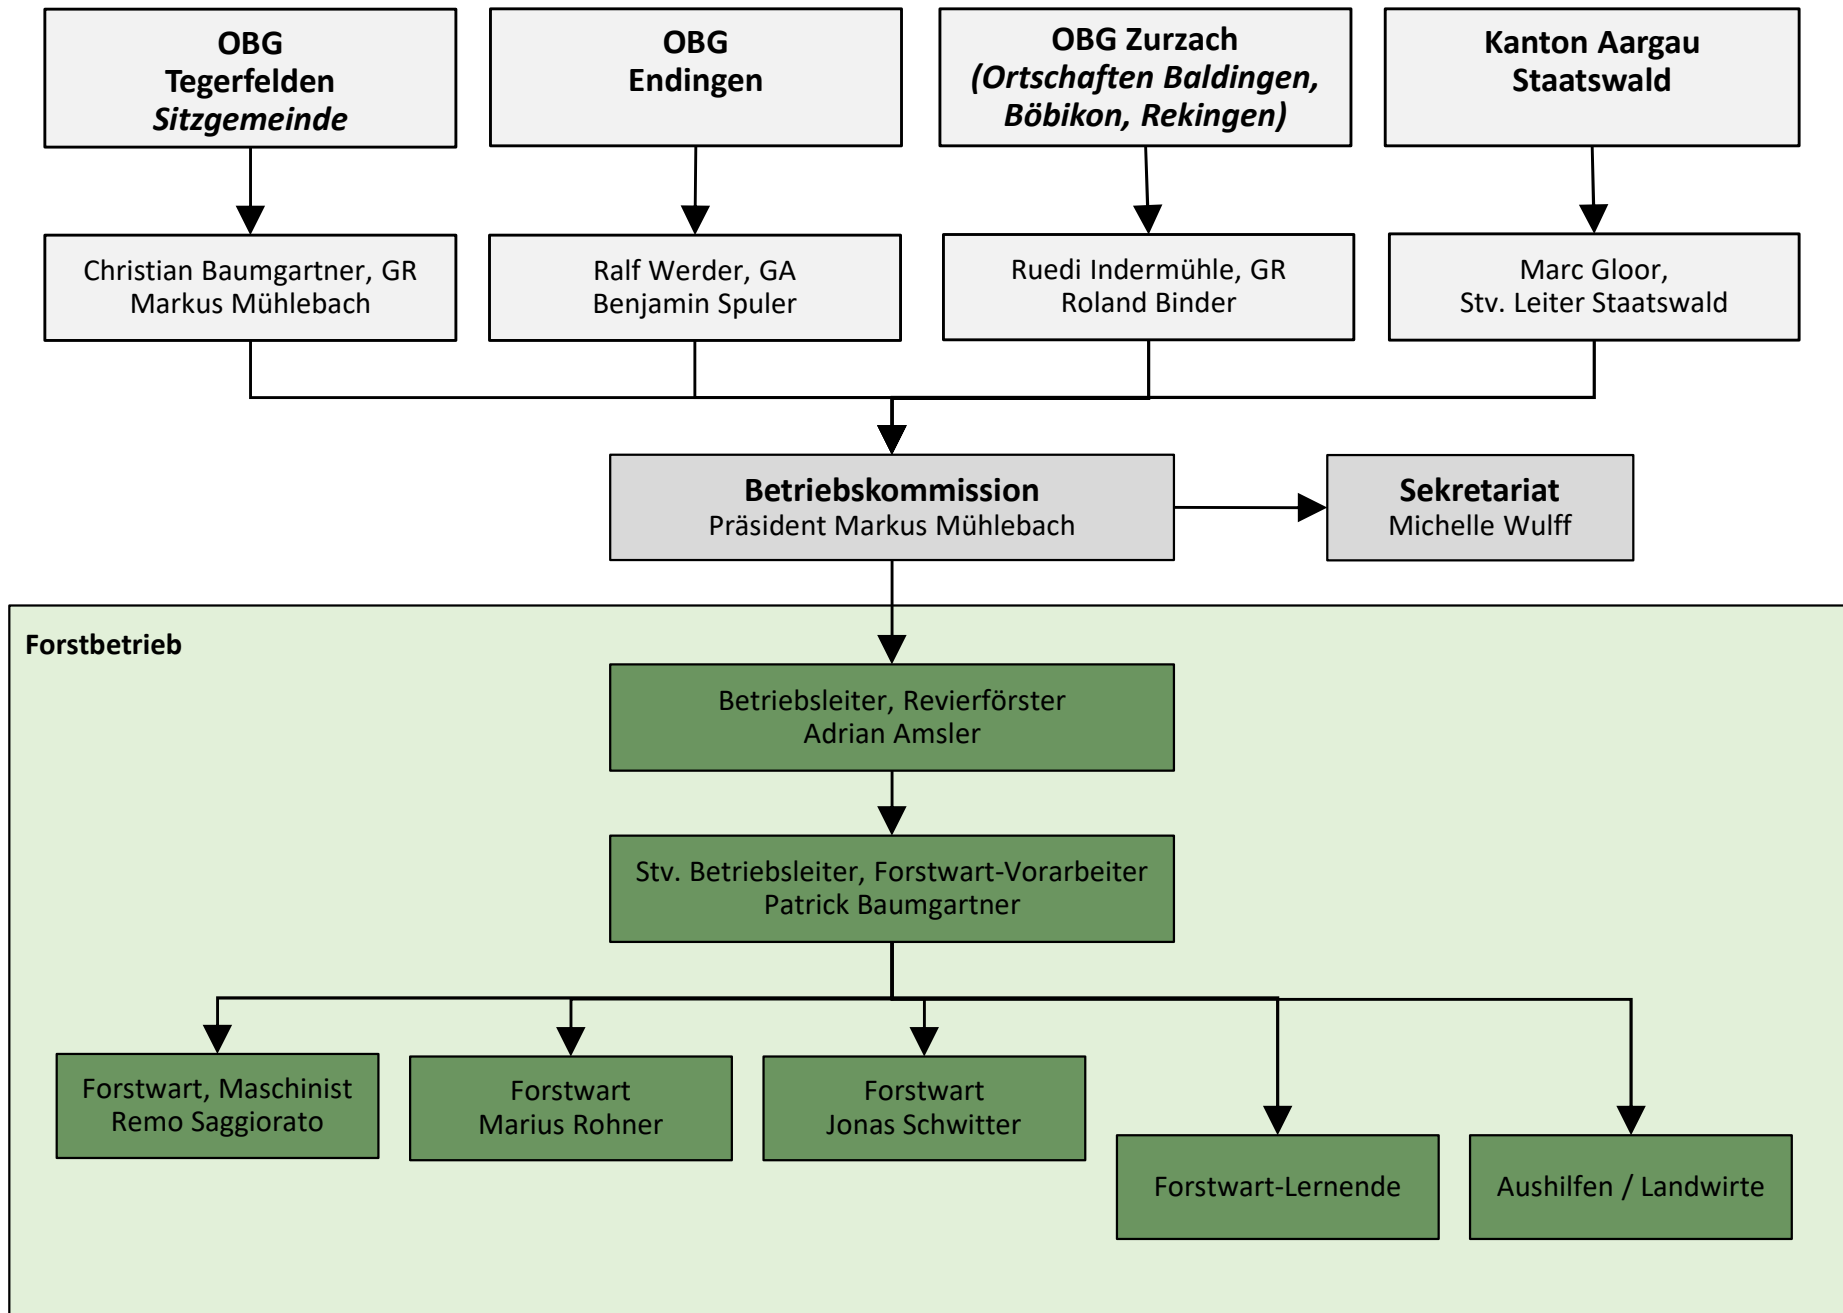 OBG
Tegerfelden
Sitzgemeinde
OBG
Endingen
OBG Zurzach
(Ortschaften Baldingen,
Böbikon, Rekingen)
Kanton Aargau
Staatswald
Christian Baumgartner, GR
Markus Mühlebach
Ralf Werder, GA
Benjamin Spuler
Ruedi Indermühle, GR
Roland Binder
Marc Gloor,
Stv. Leiter Staatswald
Betriebskommission
Präsident Markus Mühlebach
Sekretariat
Michelle Wulff
Forstbetrieb
Betriebsleiter, Revierförster
Adrian Amsler
Stv. Betriebsleiter, Forstwart-Vorarbeiter
Patrick Baumgartner
Forstwart, Maschinist
Remo Saggiorato
Forstwart
Marius Rohner
Forstwart
Jonas Schwitter
Forstwart-Lernende
Aushilfen / Landwirte